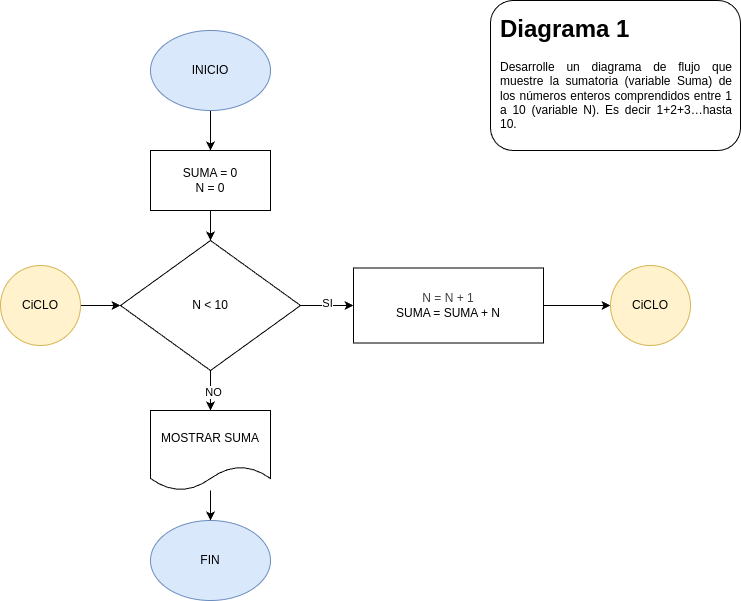 Diagrama 1
Desarrolle un diagrama de flujo que
muestre la sumatoria (variable Suma) de
los números enteros comprendidos entre 1
a 10 (variable N). Es decir 1+2+3…hasta
10.
INICIO
SUMA = 0
N = 0
CiCLO
N < 10
SI
N = N + 1
SUMA = SUMA + N
CiCLO
NO
MOSTRAR SUMA
FIN